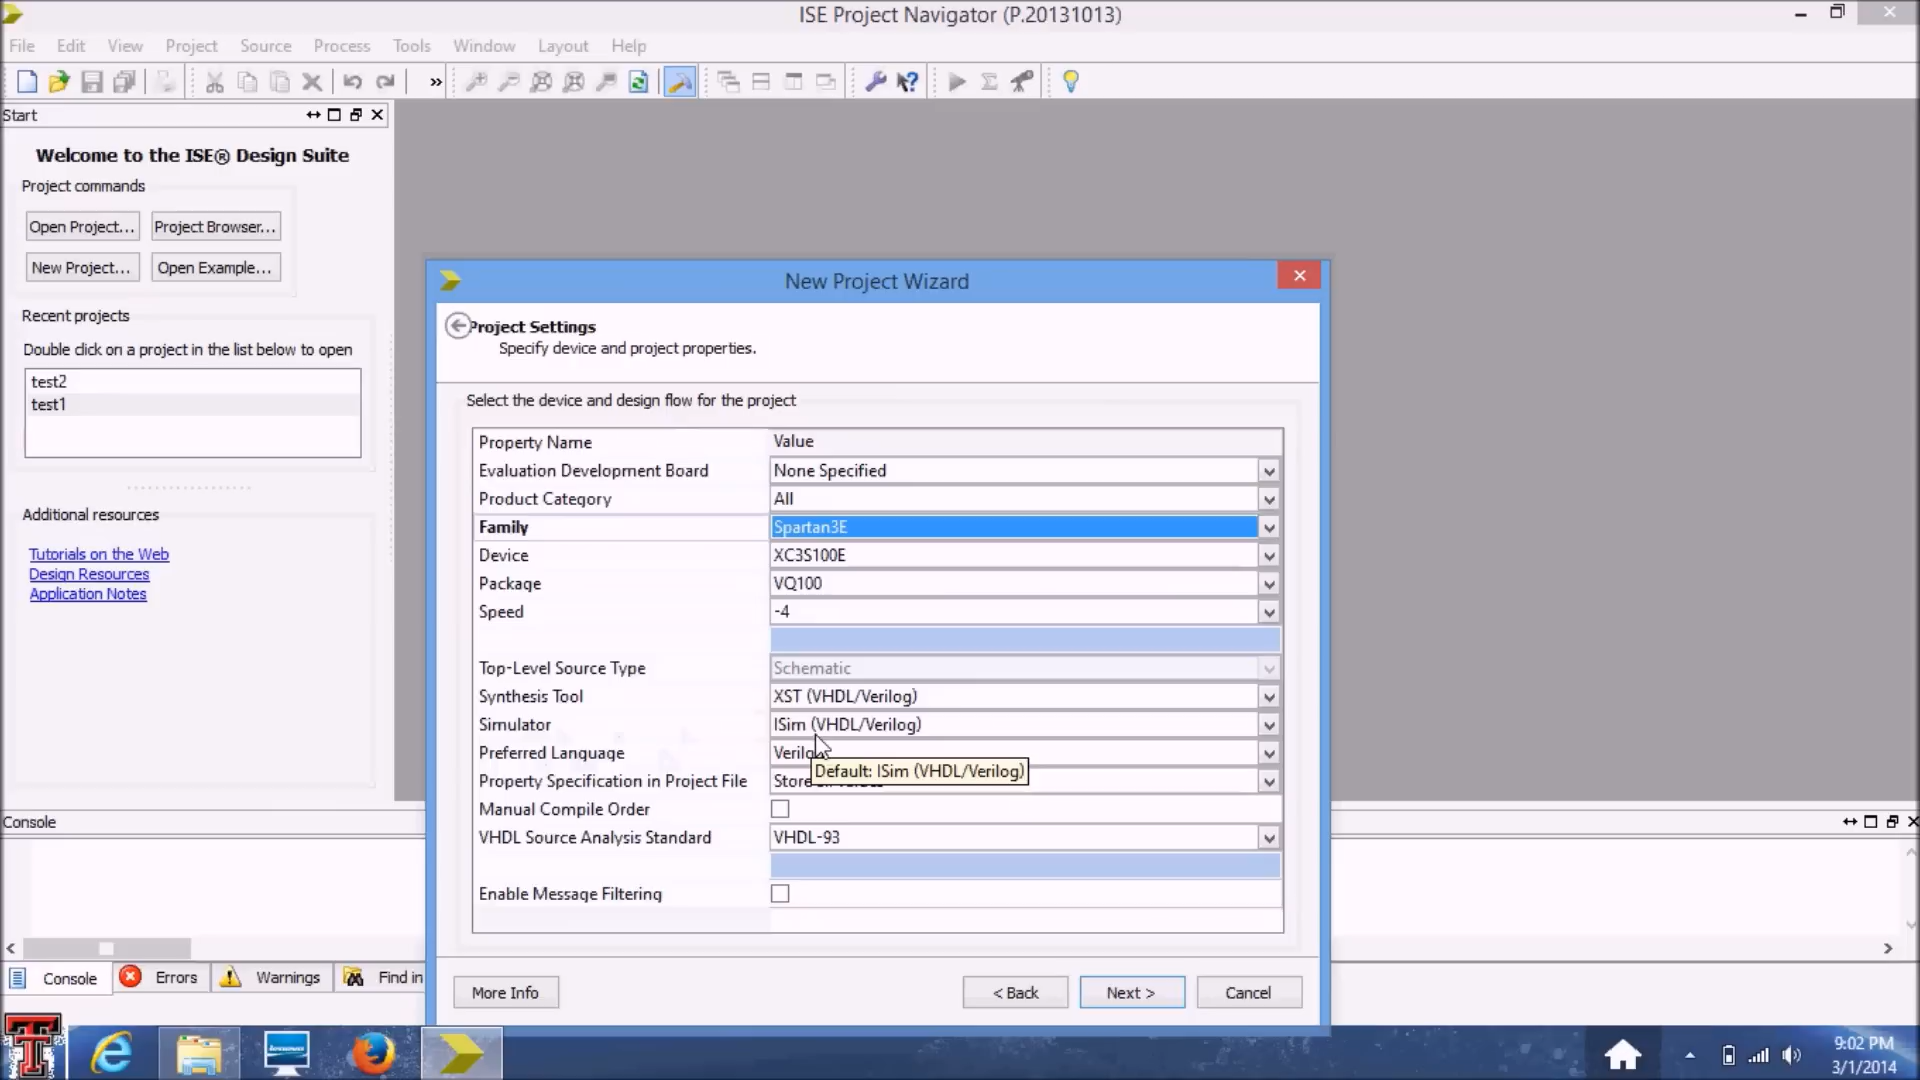 ISE Project Navigator (P.20131013)
File Edit View Project Source Process Tools Window Layout Help
»
Start
Welcome to the ISE® Design Suite
Project commands
Open Project... Project Browser...
New Project... Open Example...
Recent projects
Double click on a project in the list below to open
test2
test1
Additional resources
Tutorials on the Web
Design Resources
Application Notes
New Project Wizard
Project Settings
Specify device and project properties.
Select the device and design flow for the project
Property Name Value
Evaluation Development Board None Specified
Product Category All
Family Spartan3E
Device XC3S100E
Package VQ100
Speed -4
Top-Level Source Type Schematic
Synthesis Tool XST (VHDL/Verilog)
Simulator ISim (VHDL/Verilog)
Preferred Language Verilog
Default: ISim (VHDL/Verilog)
Property Specification in Project File Store
Manual Compile Order
VHDL Source Analysis Standard VHDL-93
Enable Message Filtering
More Info < Back Next > Cancel
Console
Console Errors Warnings Find in
9:02 PM
3/1/2014